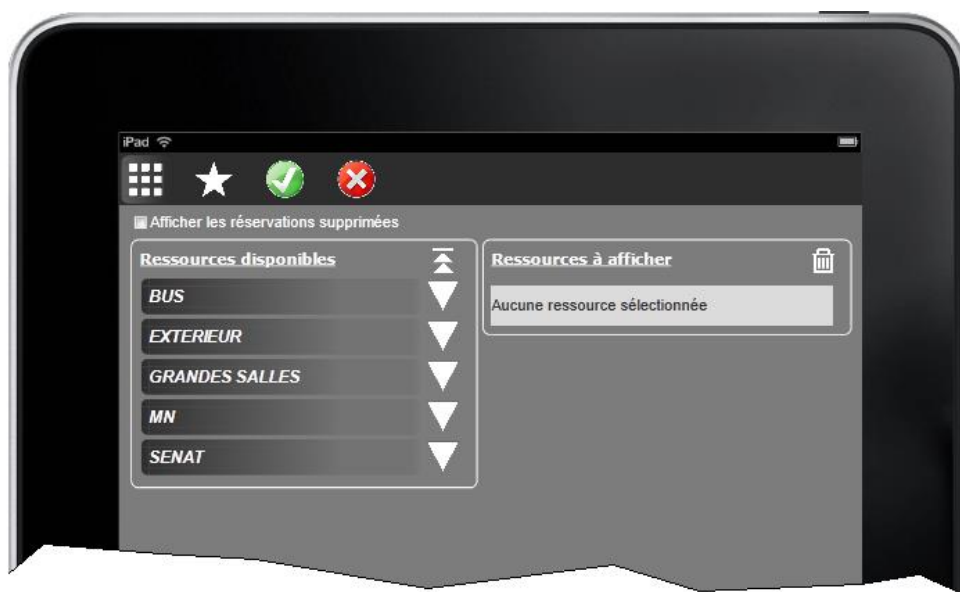 iPad
Afficher les réservations supprimées
Ressources disponibles
BUS
EXTERIEUR
GRANDES SALLES
MN
SENAT
Ressources à afficher
Aucune ressource sélectionnée